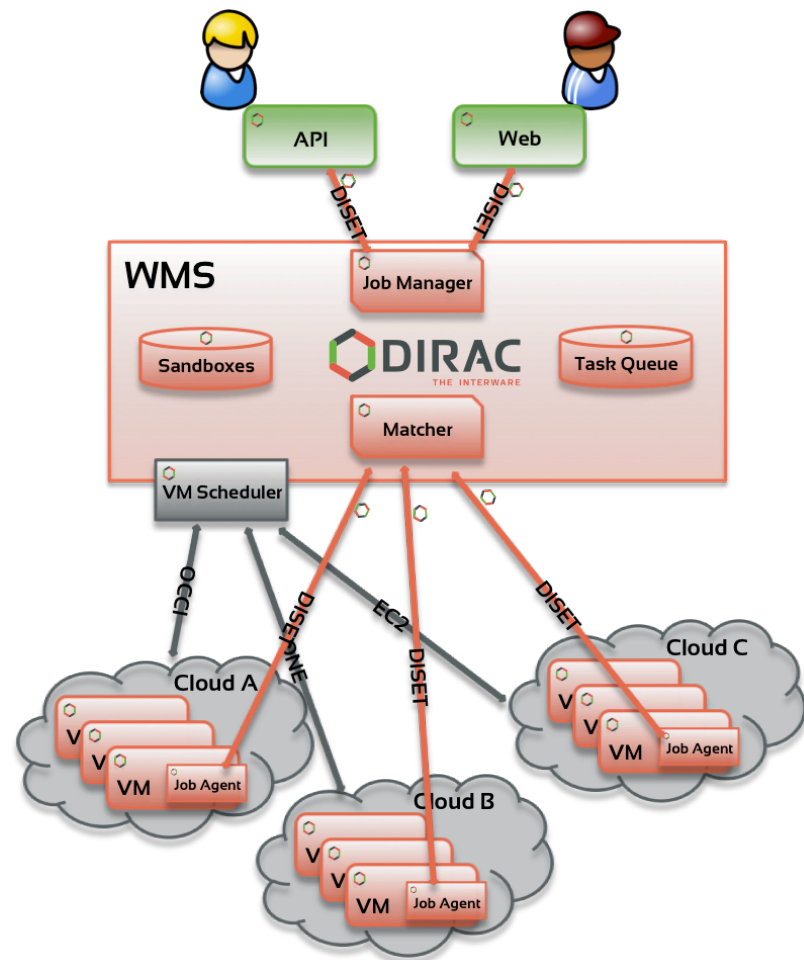 API
Web
DISET
DISET
WMS
Job Manager
Sandboxes
DIRAC
THE INTERWARE
Task Queue
Matcher
VM Scheduler
OCCI
DISET
ONE
EC2
DISET
DISET
Cloud A
V
V
VM
Job Agent
Cloud B
V
V
VM
Job Agent
Cloud C
V
V
VM
Job Agent